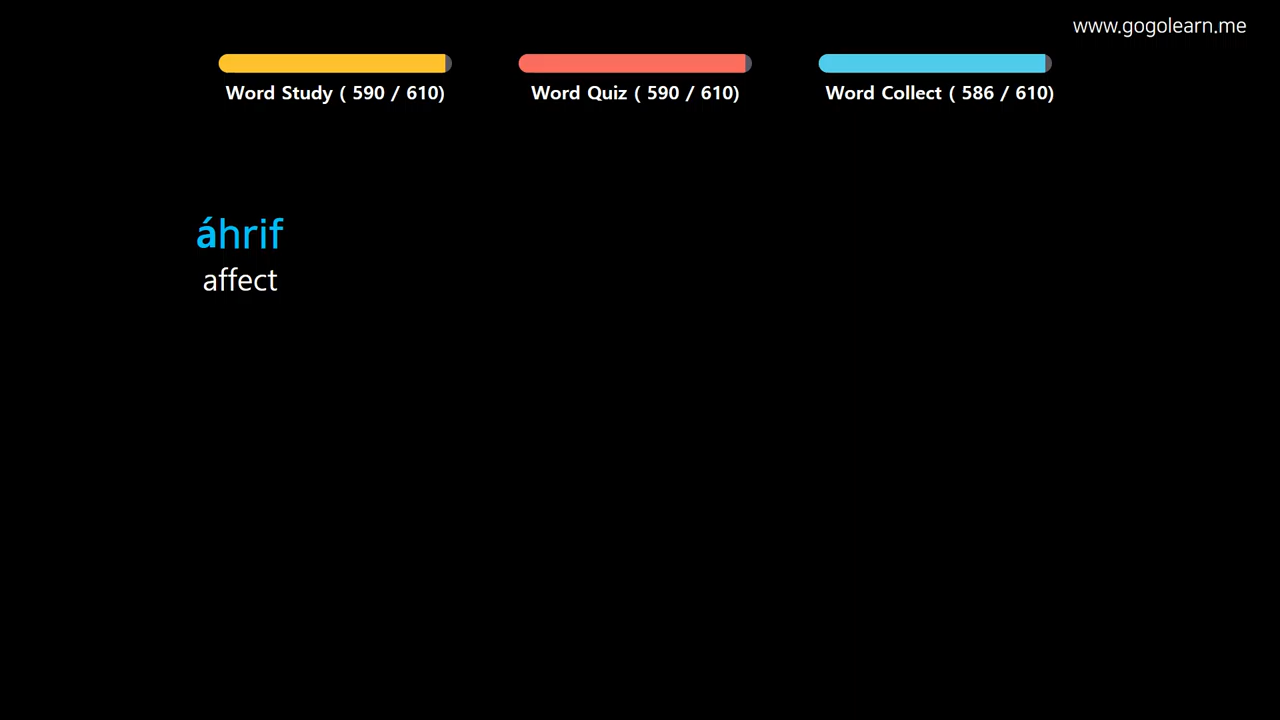 www.gogolearn.me
Word Study ( 590 / 610)
Word Quiz ( 590 / 610)
Word Collect ( 586 / 610)
áhrif
affect